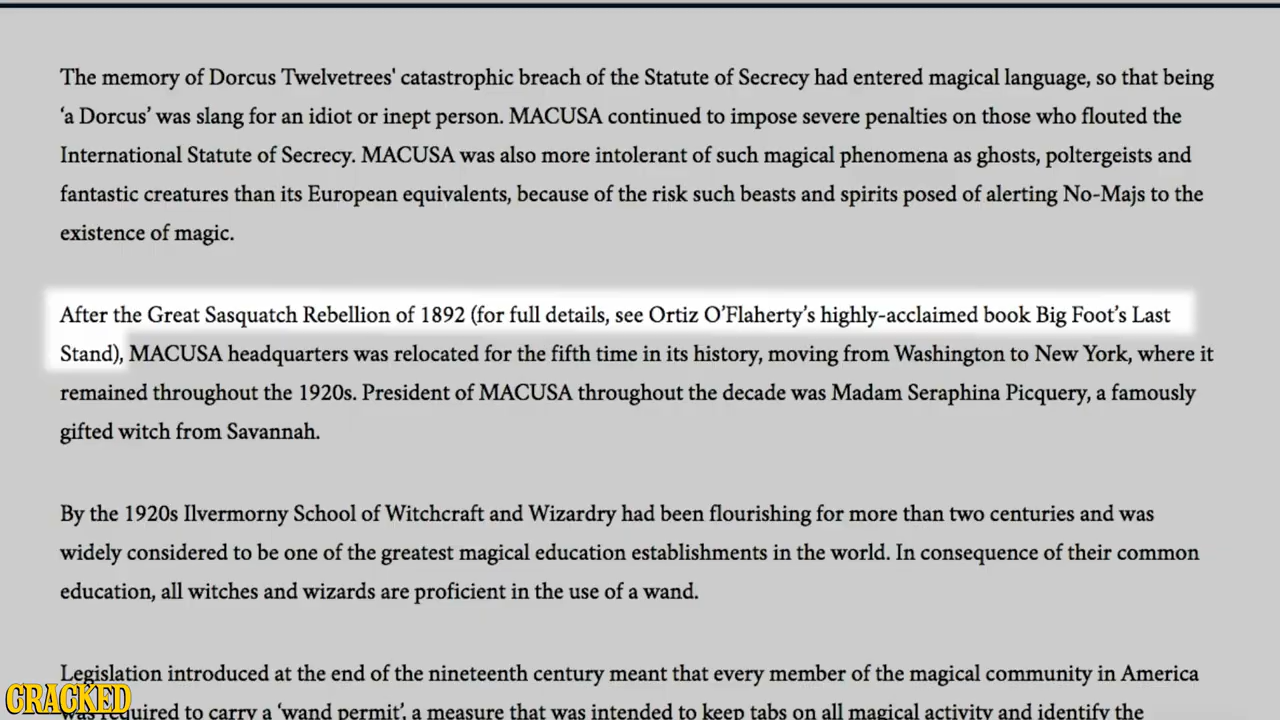 The memory of Dorcus Twelvetrees' catastrophic breach of the Statute of Secrecy had entered magical language, so that being
'a Dorcus' was slang for an idiot or inept person. MACUSA continued to impose severe penalties on those who flouted the
International Statute of Secrecy. MACUSA was also more intolerant of such magical phenomena as ghosts, poltergeists and
fantastic creatures than its European equivalents, because of the risk such beasts and spirits posed of alerting No-Majs to the
existence of magic.
After the Great Sasquatch Rebellion of 1892 (for full details, see Ortiz O'Flaherty's highly-acclaimed book Big Foot's Last
Stand), MACUSA headquarters was relocated for the fifth time in its history, moving from Washington to New York, where it
remained throughout the 1920s. President of MACUSA throughout the decade was Madam Seraphina Picquery, a famously
gifted witch from Savannah.
By the 1920s Ilvermorny School of Witchcraft and Wizardry had been flourishing for more than two centuries and was
widely considered to be one of the greatest magical education establishments in the world. In consequence of their common
education, all witches and wizards are proficient in the use of a wand.
Legislation introduced at the end of the nineteenth century meant that every member of the magical community in America
was required to carry a 'wand permit', a measure that was intended to keep tabs on all magical activity and identify the
CRACKED